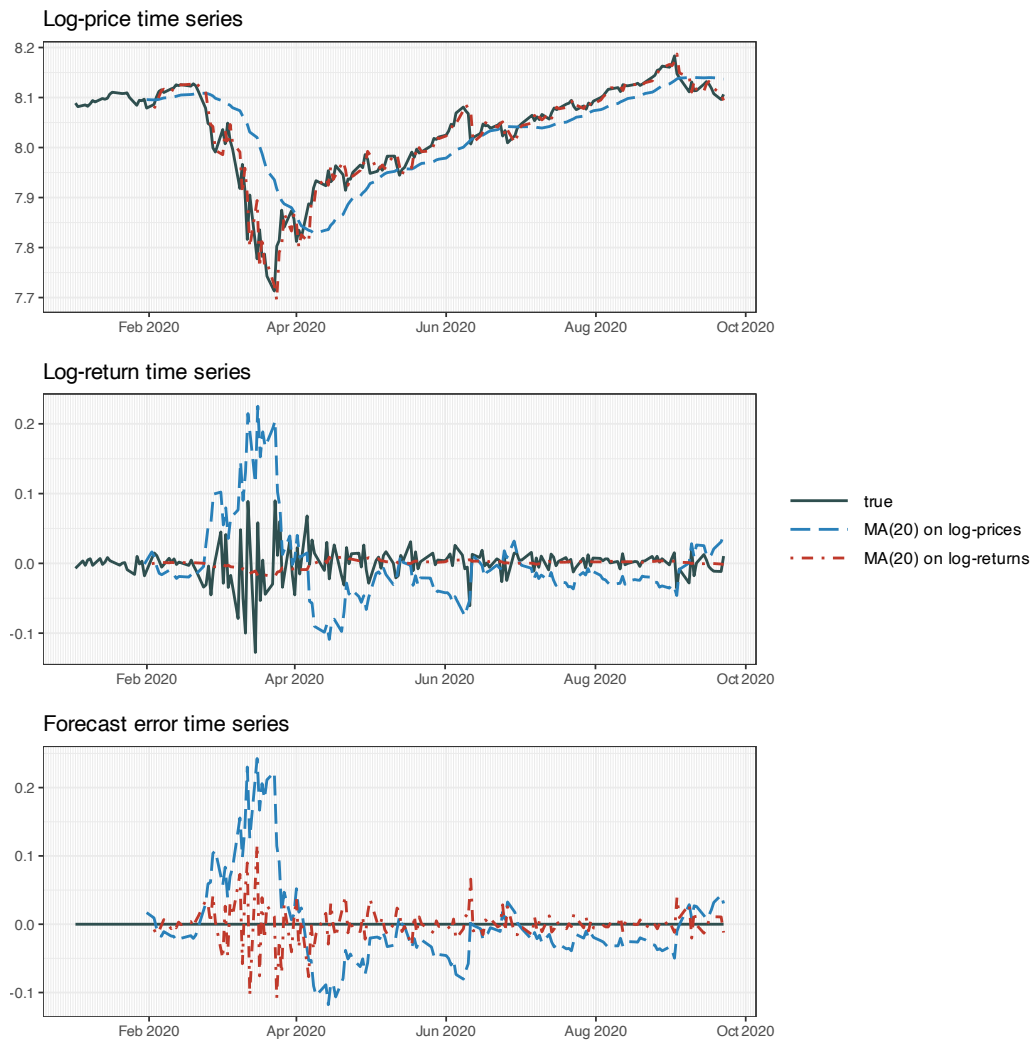 Log-price time series
8.2
8.1
8.0
7.9
7.8
7.7
Feb 2020 Apr 2020 Jun 2020 Aug 2020 Oct 2020
Log-return time series
0.2
0.1
0.0
-0.1
Feb 2020 Apr 2020 Jun 2020 Aug 2020 Oct 2020
true
MA(20) on log-prices
MA(20) on log-returns
Forecast error time series
0.2
0.1
0.0
-0.1
Feb 2020 Apr 2020 Jun 2020 Aug 2020 Oct 2020